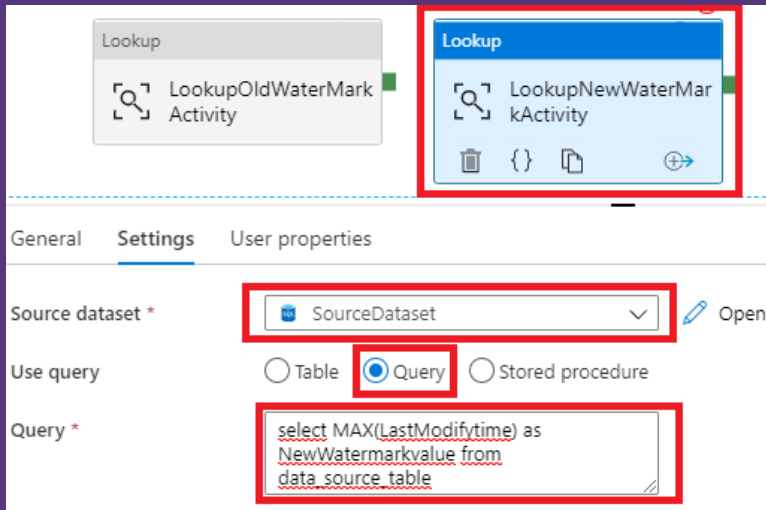 Lookup
LookupOldWaterMark
Activity
Lookup
LookupNewWaterMar
kActivity
{}
General Settings User properties
Source dataset * SourceDataset Open
Use query Table Query Stored procedure
Query * select MAX(LastModifytime) as
NewWatermarkvalue from
data_source_table